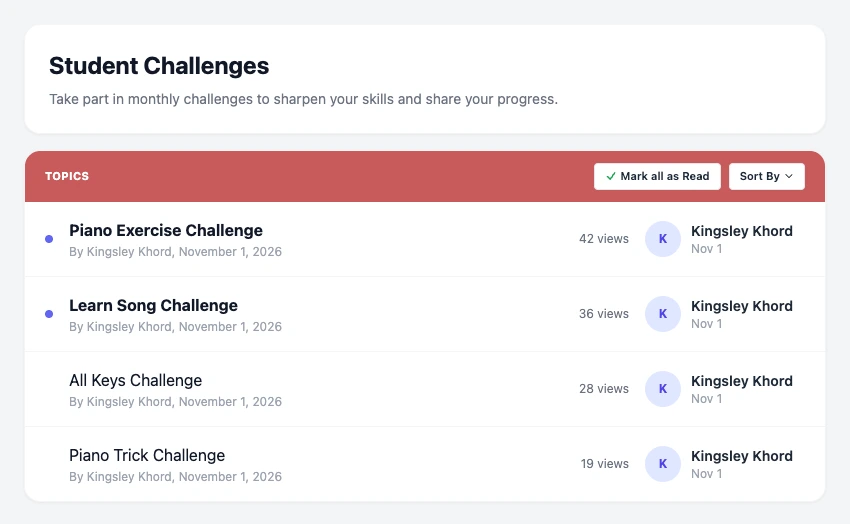 Student Challenges
Take part in monthly challenges to sharpen your skills and share your progress.
TOPICS
Mark all as Read
Sort By
Piano Exercise Challenge
By Kingsley Khord, November 1, 2026
42 views
K
Kingsley Khord
Nov 1
Learn Song Challenge
By Kingsley Khord, November 1, 2026
36 views
K
Kingsley Khord
Nov 1
All Keys Challenge
By Kingsley Khord, November 1, 2026
28 views
K
Kingsley Khord
Nov 1
Piano Trick Challenge
By Kingsley Khord, November 1, 2026
19 views
K
Kingsley Khord
Nov 1